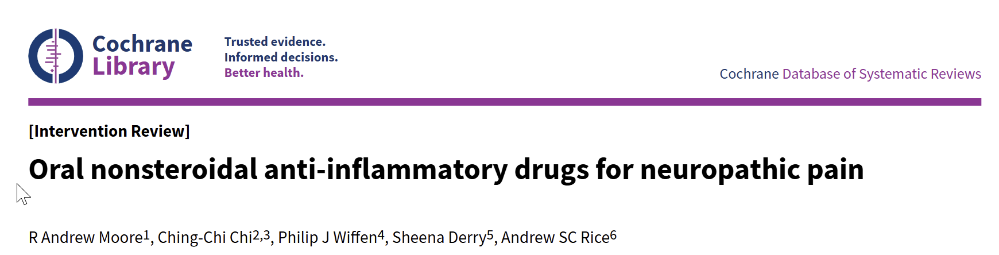 Cochrane
Library
Trusted evidence.
Informed decisions.
Better health.
Cochrane Database of Systematic Reviews
[Intervention Review]
Oral nonsteroidal anti-inflammatory drugs for neuropathic pain
R Andrew Moore1, Ching-Chi Chi2,3, Philip J Wiffen4, Sheena Derry5, Andrew SC Rice6